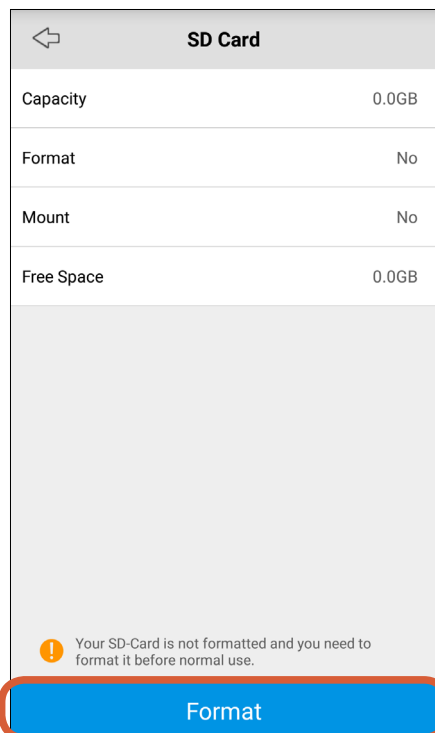 SD Card
Capacity 0.0GB
Format No
Mount No
Free Space 0.0GB
Your SD-Card is not formatted and you need to
format it before normal use.
Format